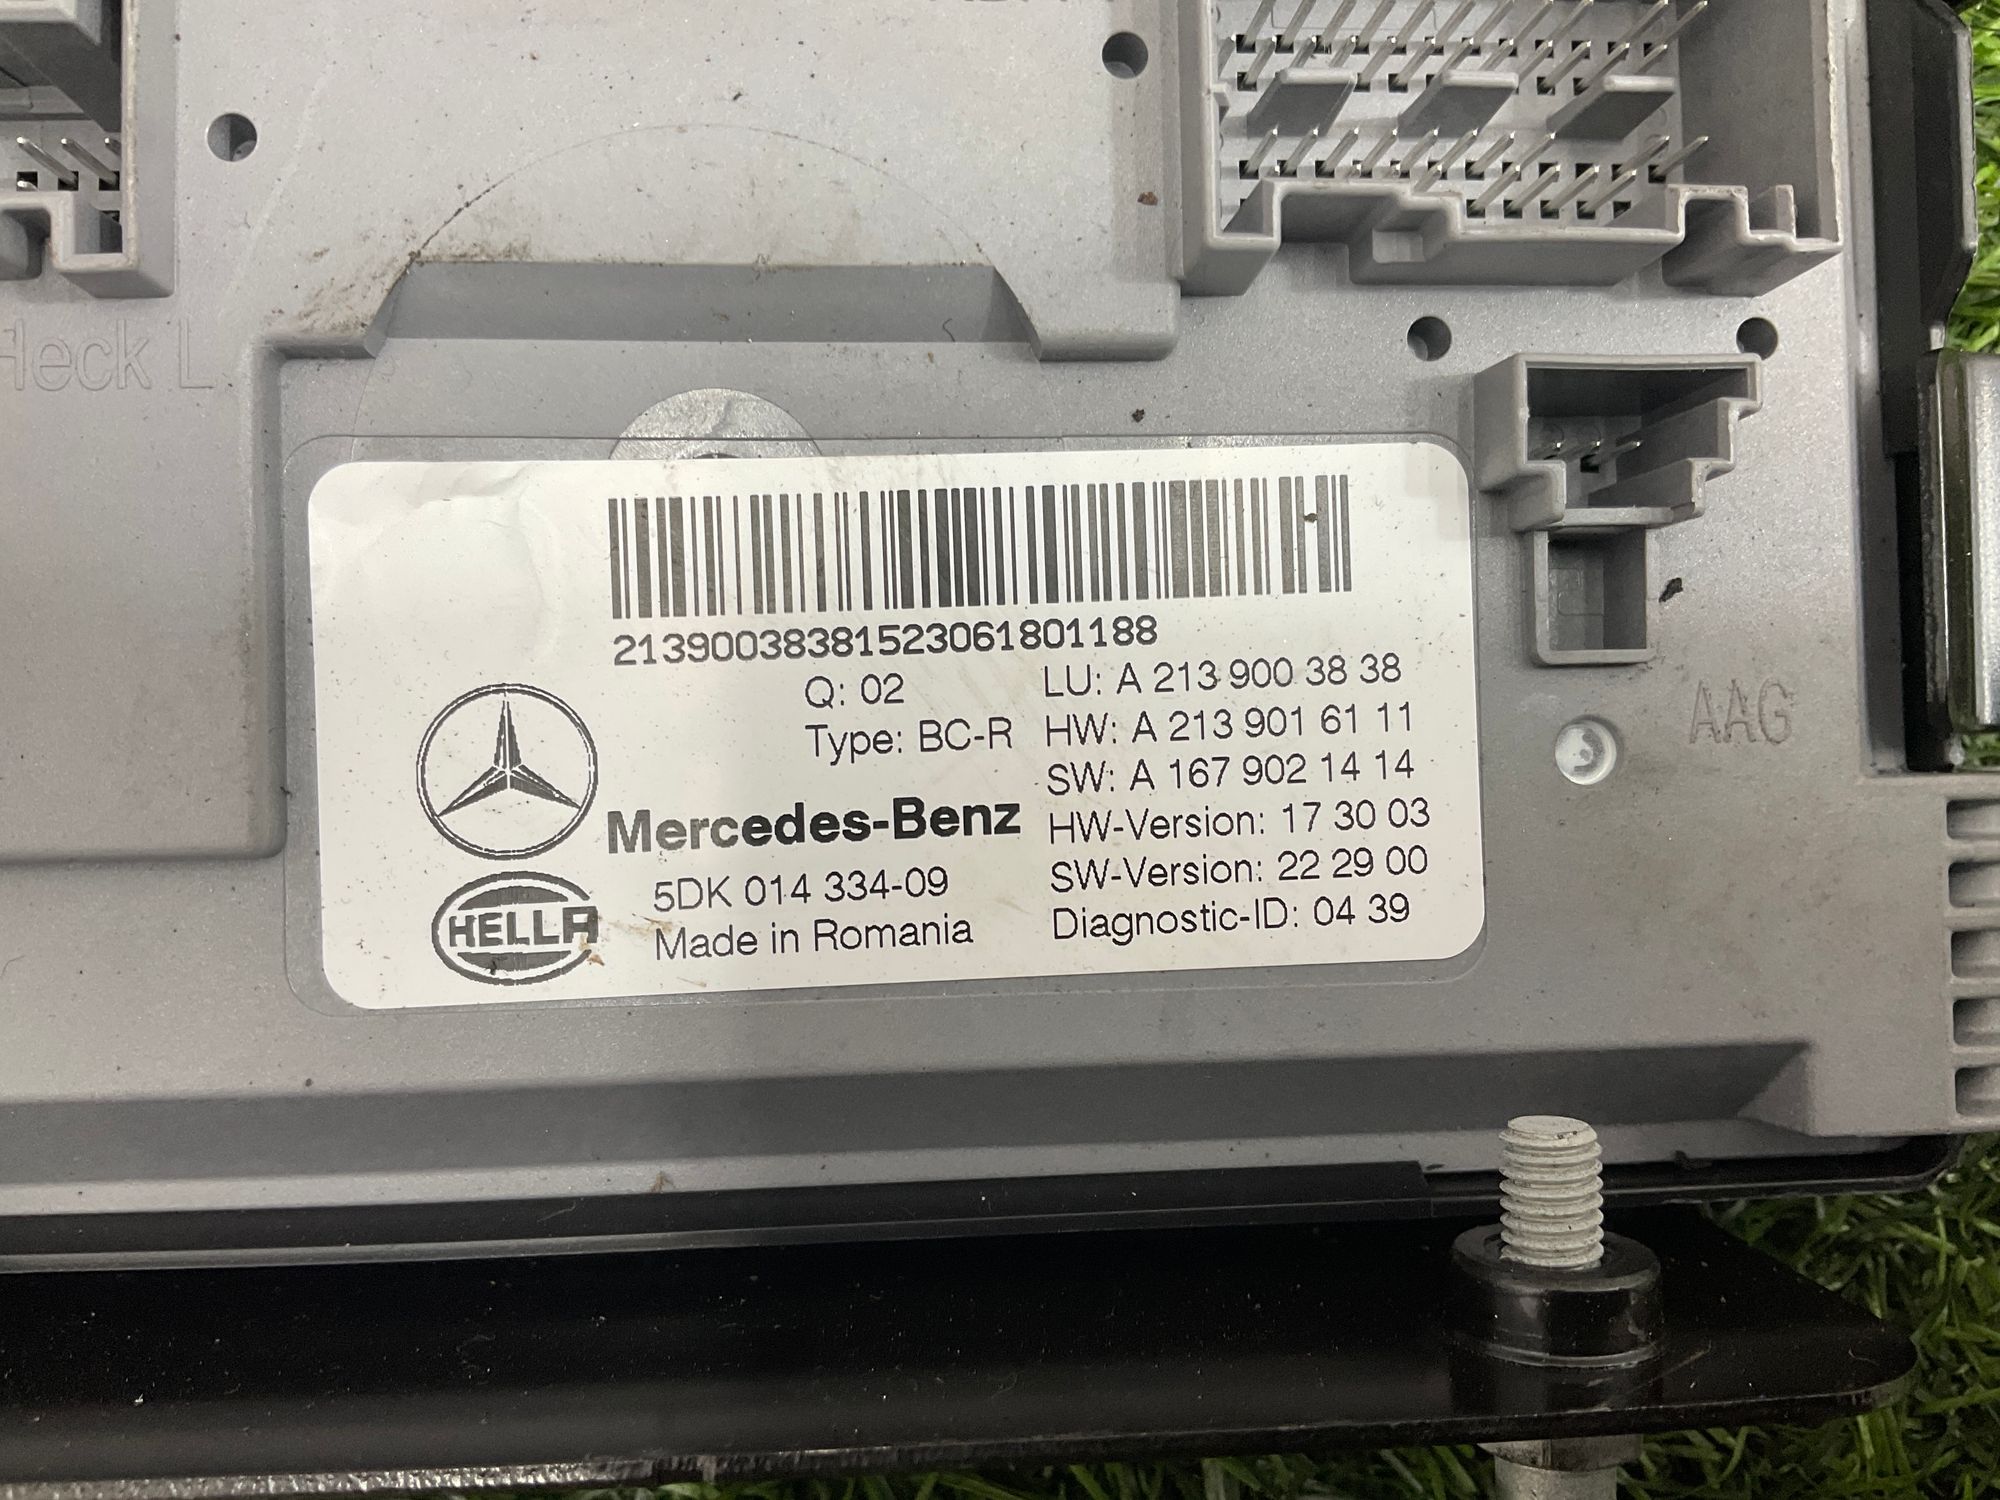 Heck L
21390038381523061801188
Q: 02
Type: BC-R
LU: A 213 900 38 38
HW: A 213 901 61 11
SW: A 167 902 14 14
HW-Version: 17 30 03
SW-Version: 22 29 00
Diagnostic-ID: 04 39
Mercedes-Benz
5DK 014 334-09
Made in Romania
HELLA
AAG